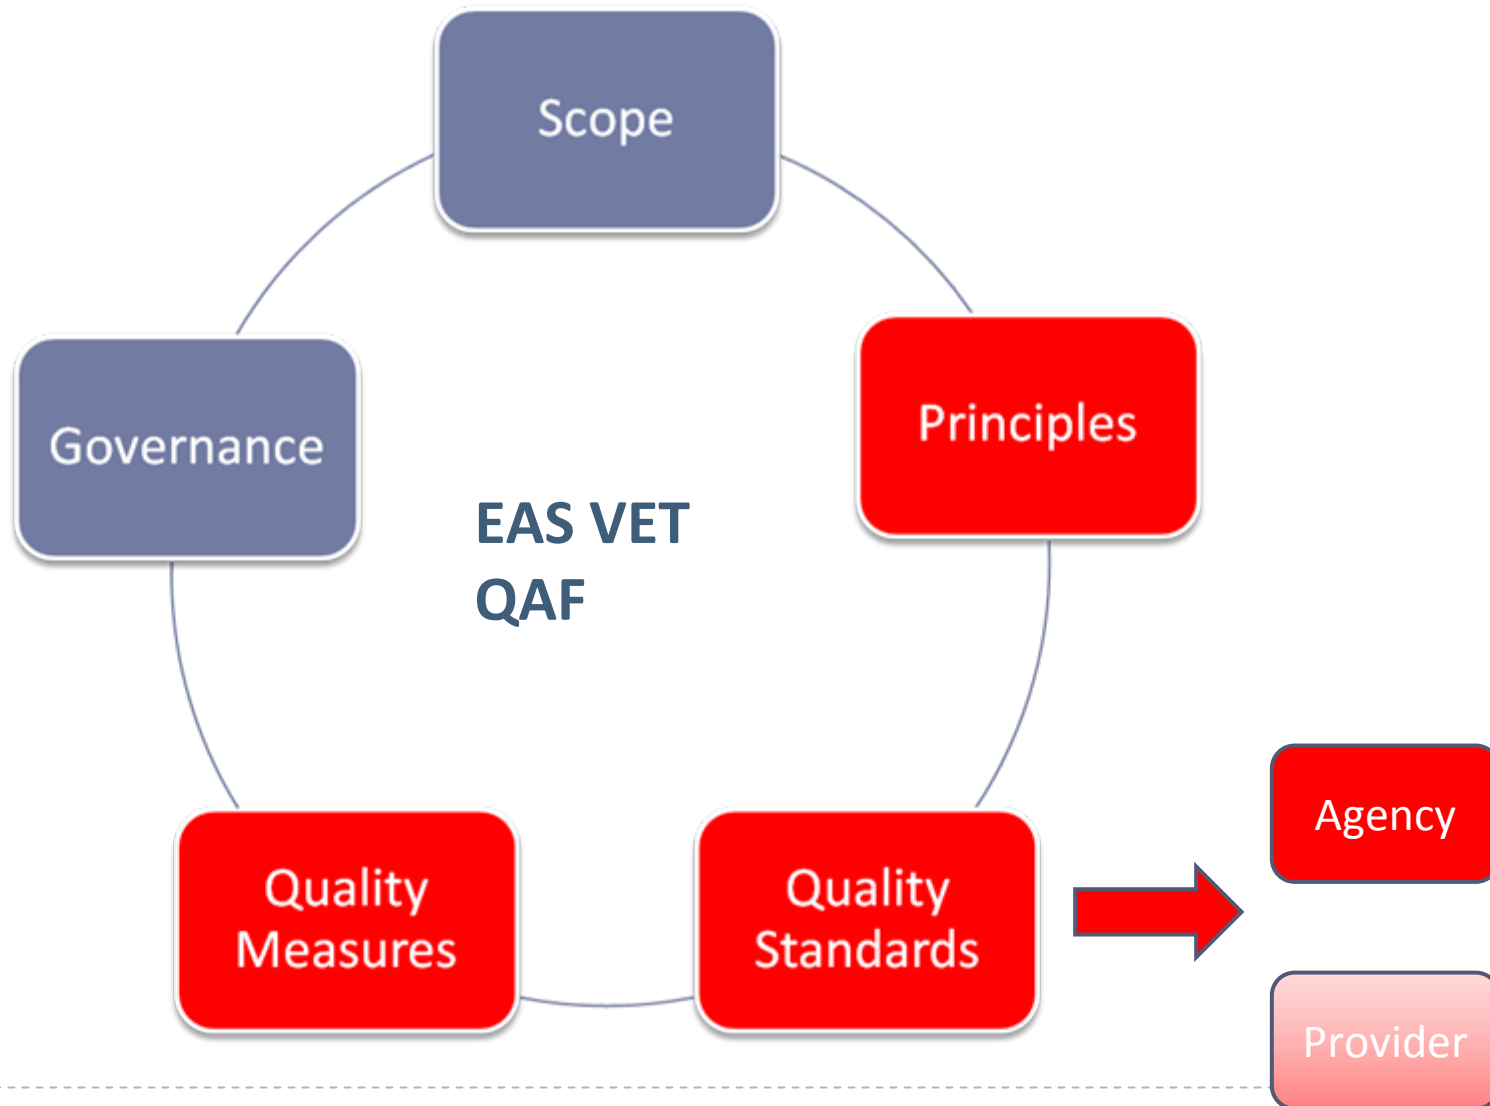 Scope
Principles
Governance
EAS VET
QAF
Quality
Measures
Quality
Standards
Agency
Provider